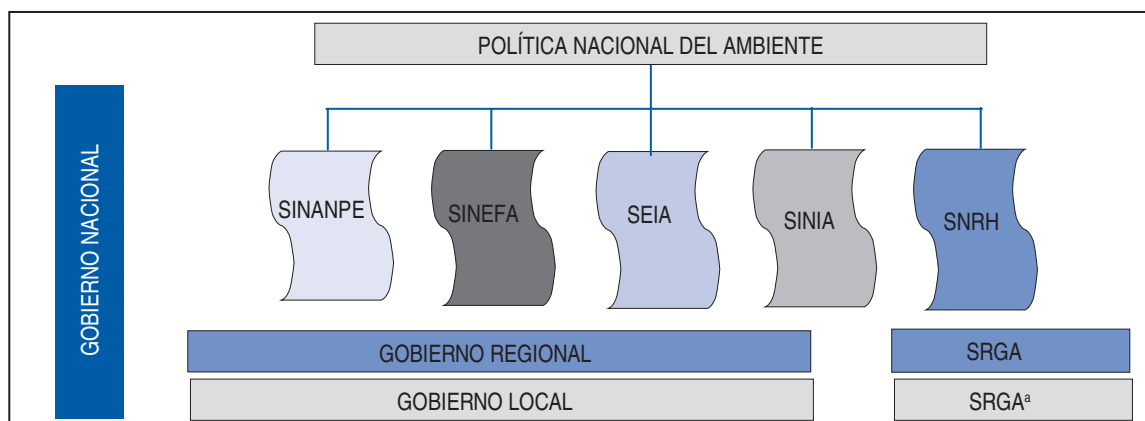 POLÍTICA NACIONAL DEL AMBIENTE
GOBIERNO NACIONAL
SINANPE
SINEFA
SEIA
SINIA
SNRH
GOBIERNO REGIONAL
SRGA
GOBIERNO LOCAL
SRGAª